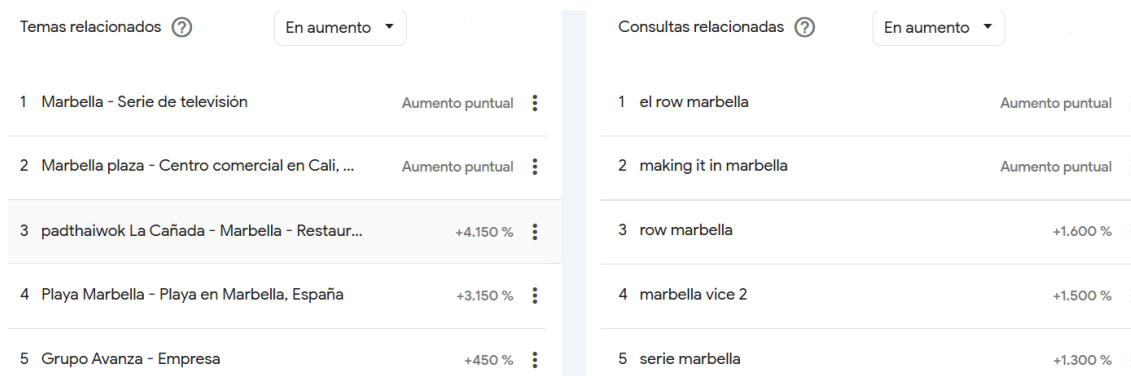 Temas relacionados
En aumento
1 Marbella - Serie de televisión Aumento puntual
2 Marbella plaza - Centro comercial en Cali, ... Aumento puntual
3 padthaiwok La Cañada - Marbella - Restaur... +4.150 %
4 Playa Marbella - Playa en Marbella, España +3.150 %
5 Grupo Avanza - Empresa +450 %
Consultas relacionadas
En aumento
1 el row marbella Aumento puntual
2 making it in marbella Aumento puntual
3 row marbella +1.600 %
4 marbella vice 2 +1.500 %
5 serie marbella +1.300 %